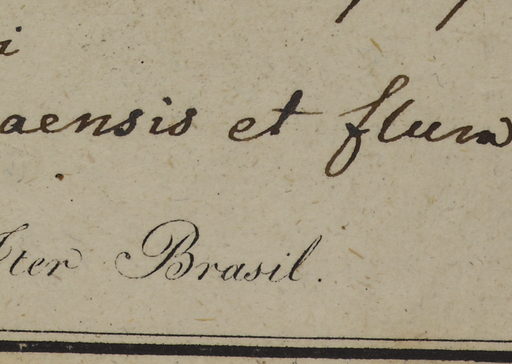 i
aensis et flum
Iter Brasil.